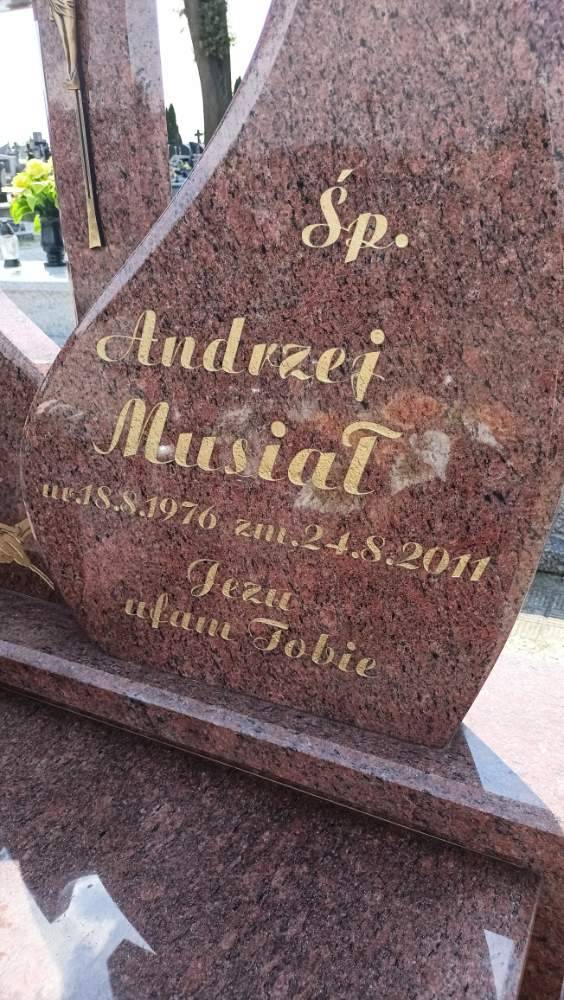 Śp.
Andrzej
Musiał
ur.18.8.1976 zm.24.8.2011
Jezu
ufam Tobie